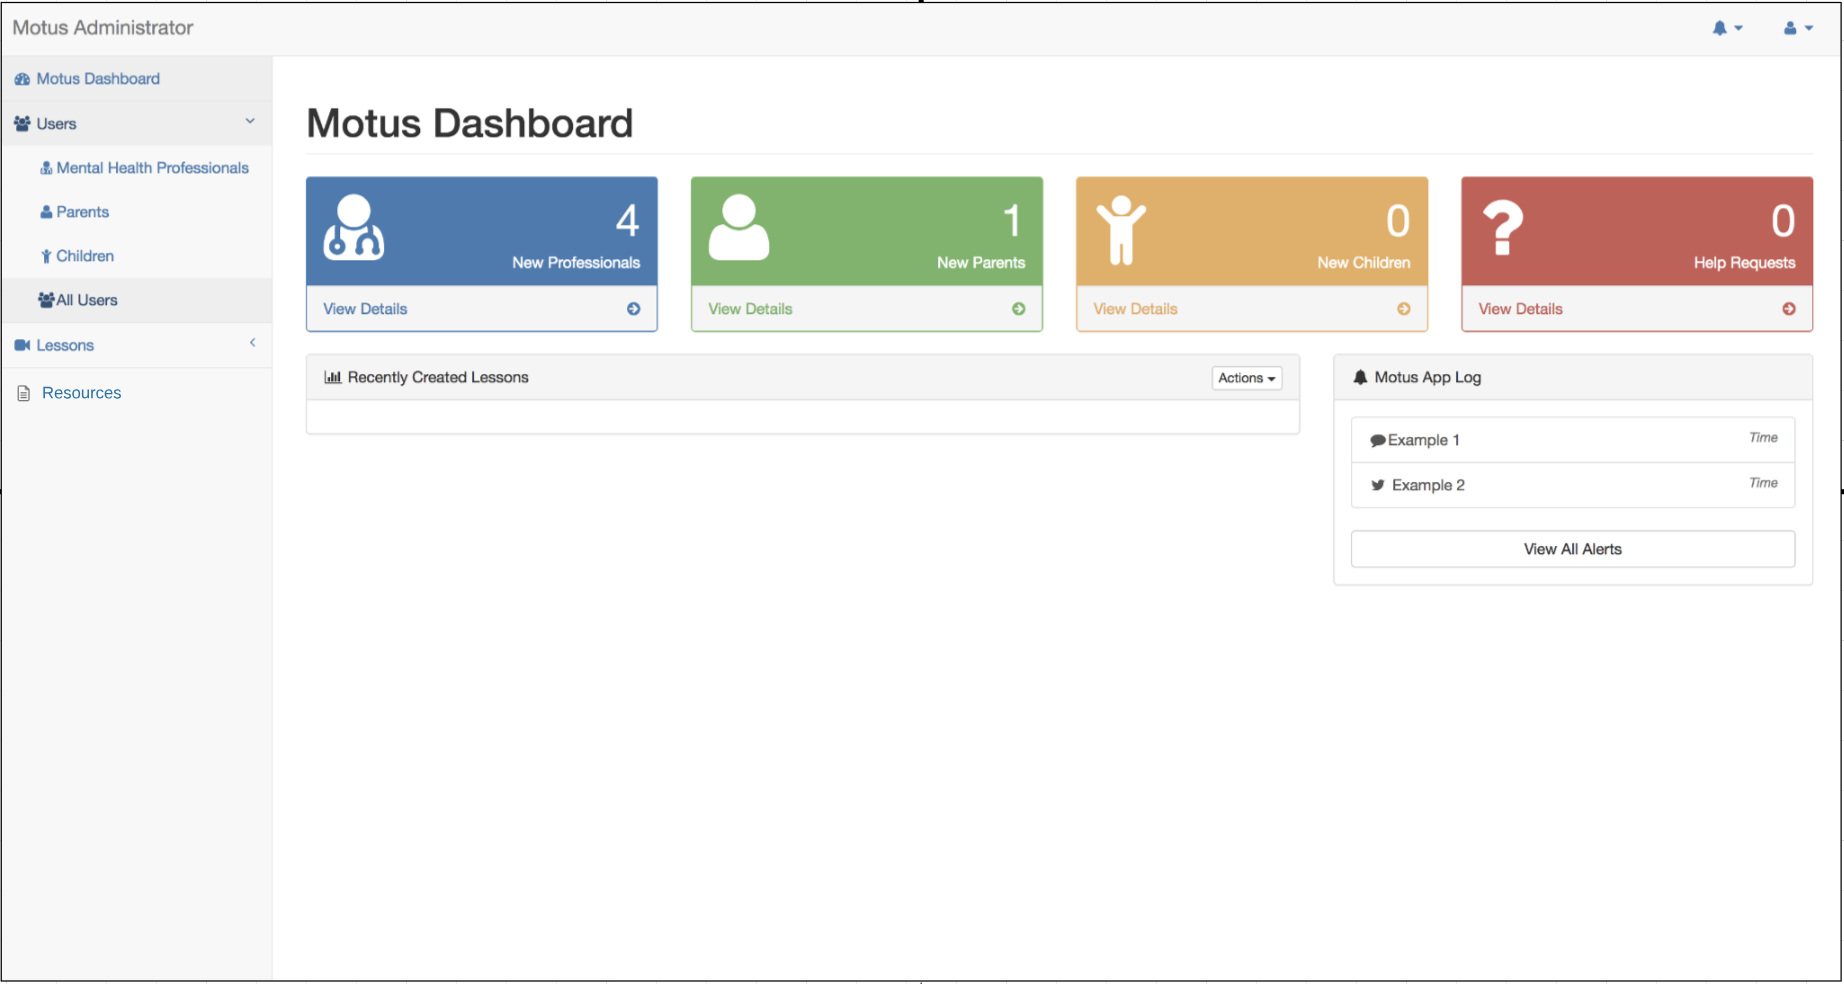 Motus Administrator
Motus Dashboard
Users
Mental Health Professionals
Parents
Children
All Users
Lessons
Resources
Motus Dashboard
4
New Professionals
View Details
1
New Parents
View Details
0
New Children
View Details
0
Help Requests
View Details
Recently Created Lessons
Actions
Motus App Log
Example 1
Time
Example 2
Time
View All Alerts